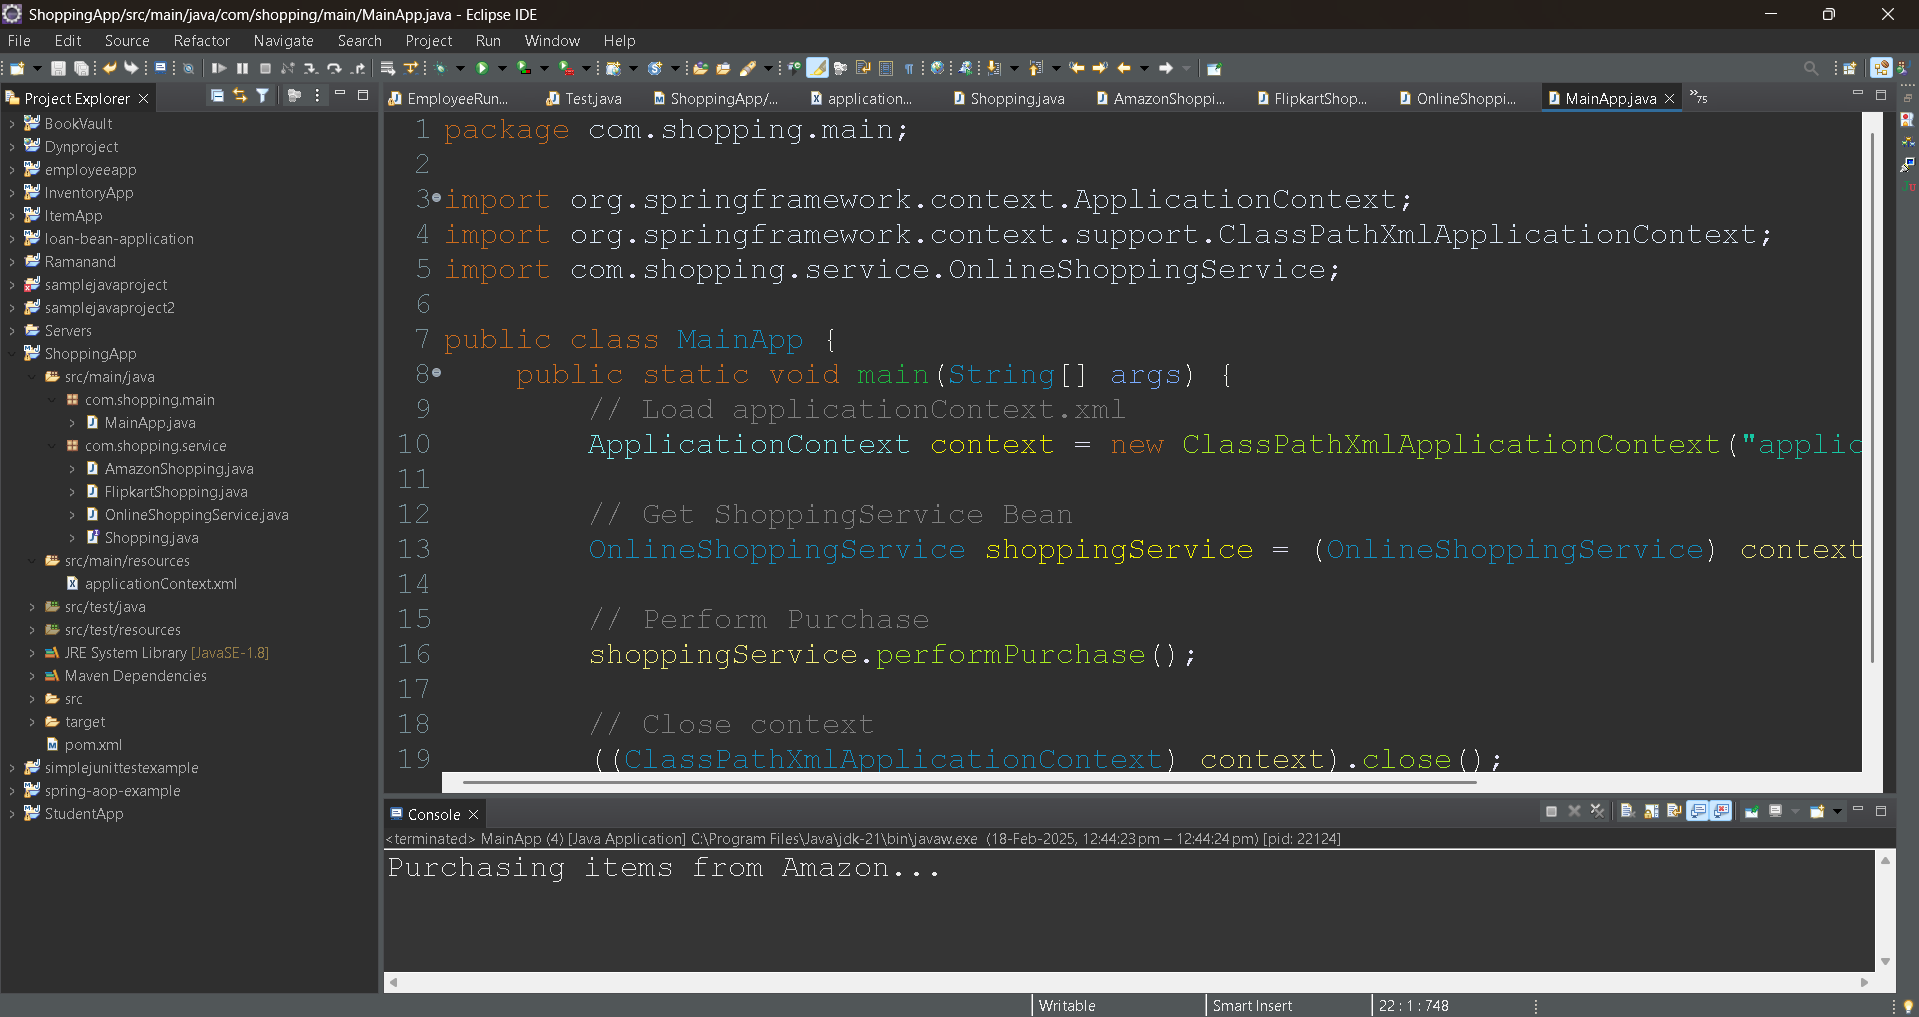 ShoppingApp/src/main/java/com/shopping/main/MainApp.java - Eclipse IDE
File Edit Source Refactor Navigate Search Project Run Window Help
Project Explorer
BookVault
Dynproject
employeeapp
InventoryApp
ItemApp
loan-bean-application
Ramanand
samplejavaproject
samplejavaproject2
Servers
ShoppingApp
src/main/java
com.shopping.main
MainApp.java
com.shopping.service
AmazonShopping.java
FlipkartShopping.java
OnlineShoppingService.java
Shopping.java
src/main/resources
applicationContext.xml
src/test/java
src/test/resources
JRE System Library [JavaSE-1.8]
Maven Dependencies
src
target
pom.xml
simplejunittestexample
spring-aop-example
StudentApp
EmployeeRun... Test.java ShoppingApp/... application... Shopping.java AmazonShoppi... FlipkartShop... OnlineShoppi... MainApp.java »75
1 package com.shopping.main;
2
3 import org.springframework.context.ApplicationContext;
4 import org.springframework.context.support.ClassPathXmlApplicationContext;
5 import com.shopping.service.OnlineShoppingService;
6
7 public class MainApp {
8 public static void main(String[] args) {
9 // Load applicationContext.xml
10 ApplicationContext context = new ClassPathXmlApplicationContext("applic
11
12 // Get ShoppingService Bean
13 OnlineShoppingService shoppingService = (OnlineShoppingService) context
14
15 // Perform Purchase
16 shoppingService.performPurchase();
17
18 // Close context
19 ((ClassPathXmlApplicationContext) context).close();
Console
<terminated> MainApp (4) [Java Application] C:\Program Files\Java\jdk-21\bin\javaw.exe (18-Feb-2025, 12:44:23 pm – 12:44:24 pm) [pid: 22124]
Purchasing items from Amazon...
Writable Smart Insert 22 : 1 : 748